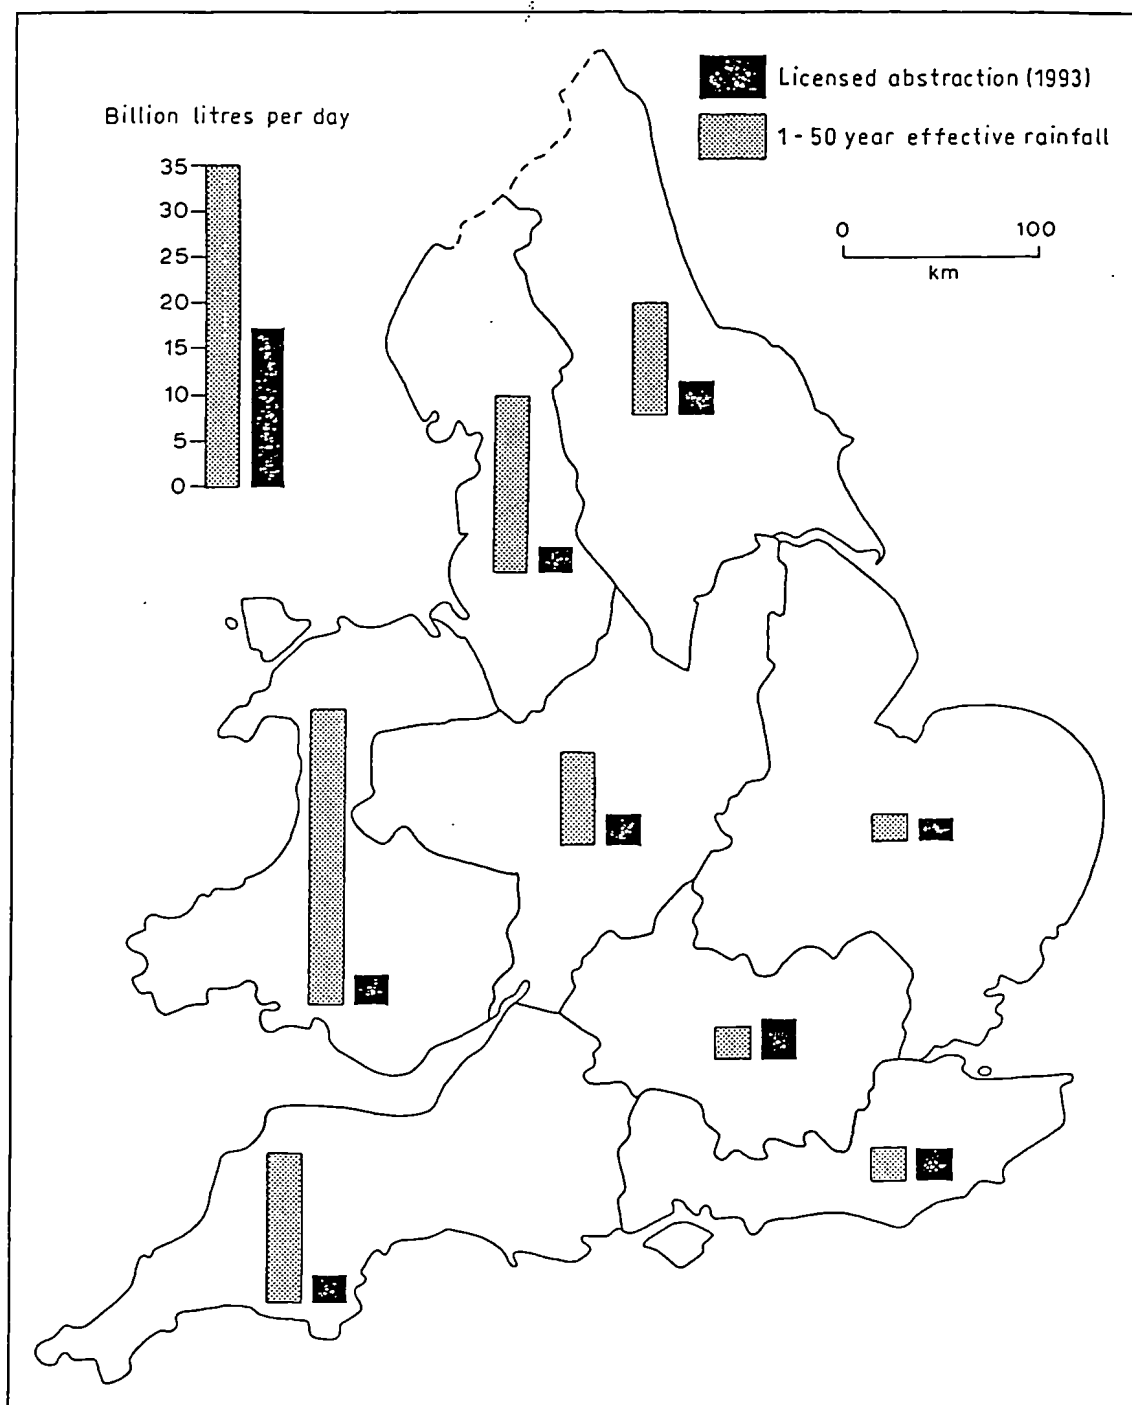 Licensed abstraction (1993)
1 - 50 year effective rainfall
Billion litres per day
35
30
25
20
15
10
5
0
0 100
km